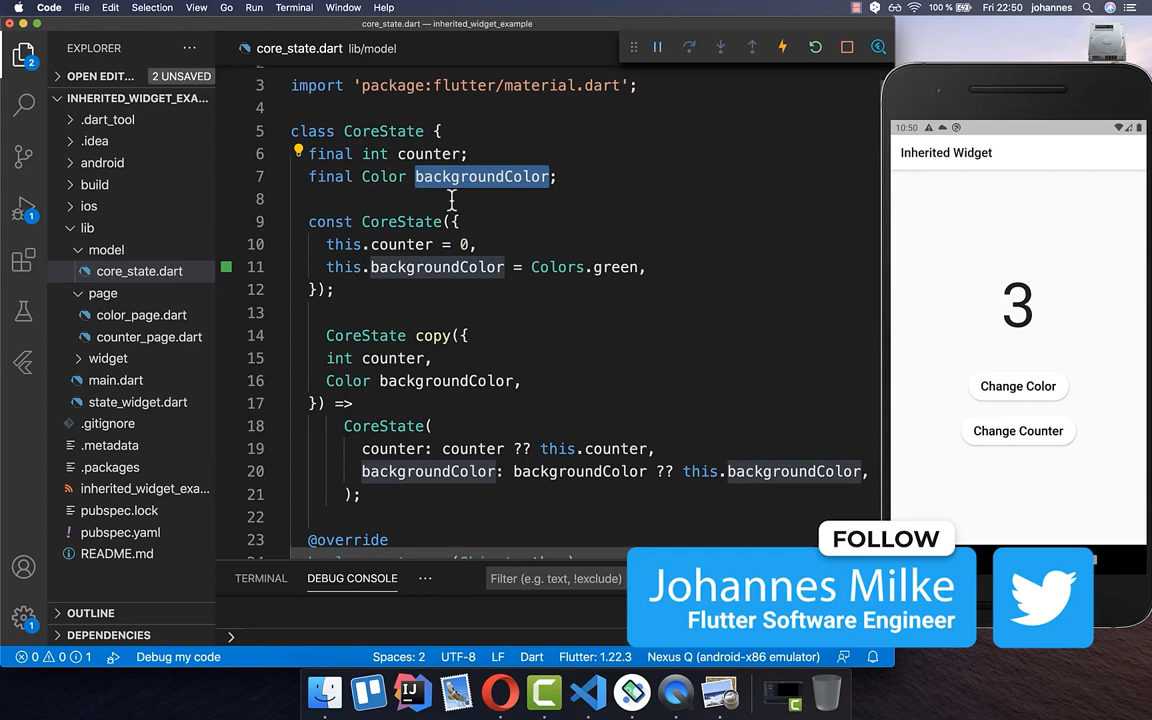 Code File Edit Selection View Go Run Terminal Window Help 100 % Fri 22:50 johannes
core_state.dart — inherited_widget_example
EXPLORER
core_state.dart lib/model
OPEN EDIT... 2 UNSAVED
INHERITED_WIDGET_EXA...
.dart_tool
.idea
android
build
ios
lib
model
core_state.dart
page
color_page.dart
counter_page.dart
widget
main.dart
state_widget.dart
.gitignore
.metadata
.packages
inherited_widget_exa...
pubspec.lock
pubspec.yaml
README.md
OUTLINE
DEPENDENCIES
2
1
1
3 import 'package:flutter/material.dart';
4
5 class CoreState {
6 final int counter;
7 final Color backgroundColor;
8
9 const CoreState({
10 this.counter = 0,
11 this.backgroundColor = Colors.green,
12 });
13
14 CoreState copy({
15 int counter,
16 Color backgroundColor,
17 }) =>
18 CoreState(
19 counter: counter ?? this.counter,
20 backgroundColor: backgroundColor ?? this.backgroundColor,
21 );
22
23 @override
TERMINAL DEBUG CONSOLE ... Filter (e.g. text, !exclude)
0 0 1 Debug my code Spaces: 2 UTF-8 LF Dart Flutter: 1.22.3 Nexus Q (android-x86 emulator)
10:50
Inherited Widget
3
Change Color
Change Counter
FOLLOW
Johannes Milke
Flutter Software Engineer